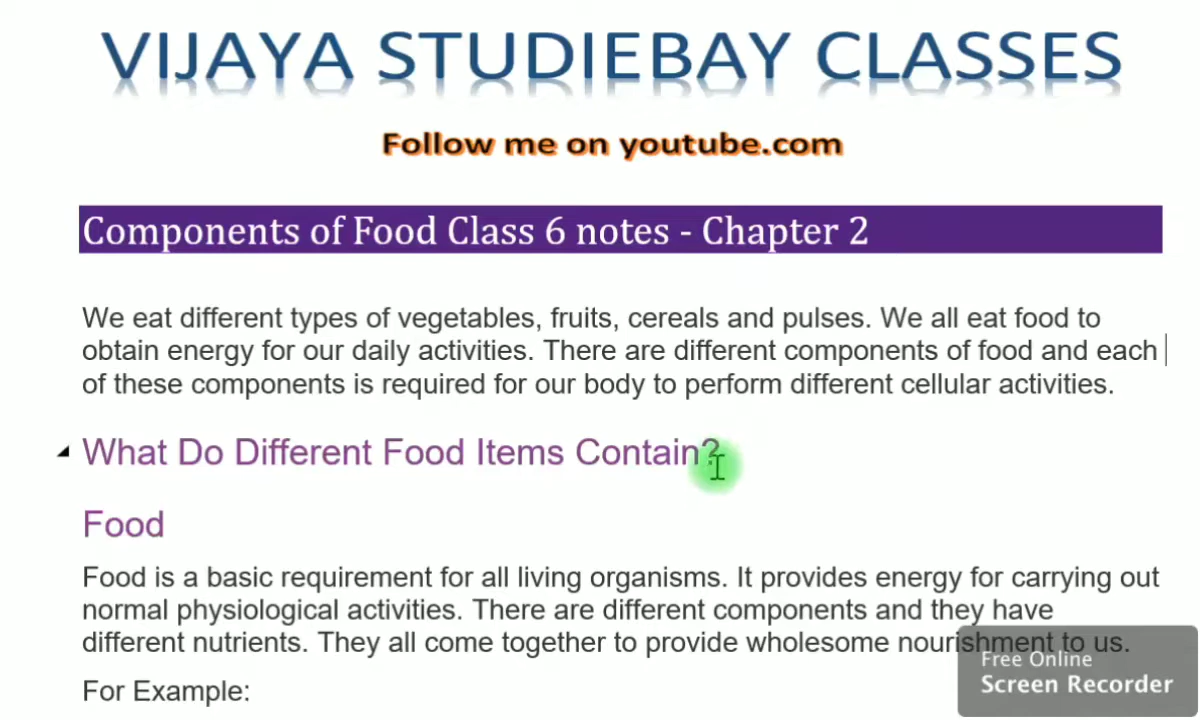 VIJAYA STUDIEBAY CLASSES
Follow me on youtube.com
Components of Food Class 6 notes - Chapter 2
We eat different types of vegetables, fruits, cereals and pulses. We all eat food to
obtain energy for our daily activities. There are different components of food and each
of these components is required for our body to perform different cellular activities.
What Do Different Food Items Contain?
Food
Food is a basic requirement for all living organisms. It provides energy for carrying out
normal physiological activities. There are different components and they have
different nutrients. They all come together to provide wholesome nourishment to us.
For Example:
Free Online
Screen Recorder